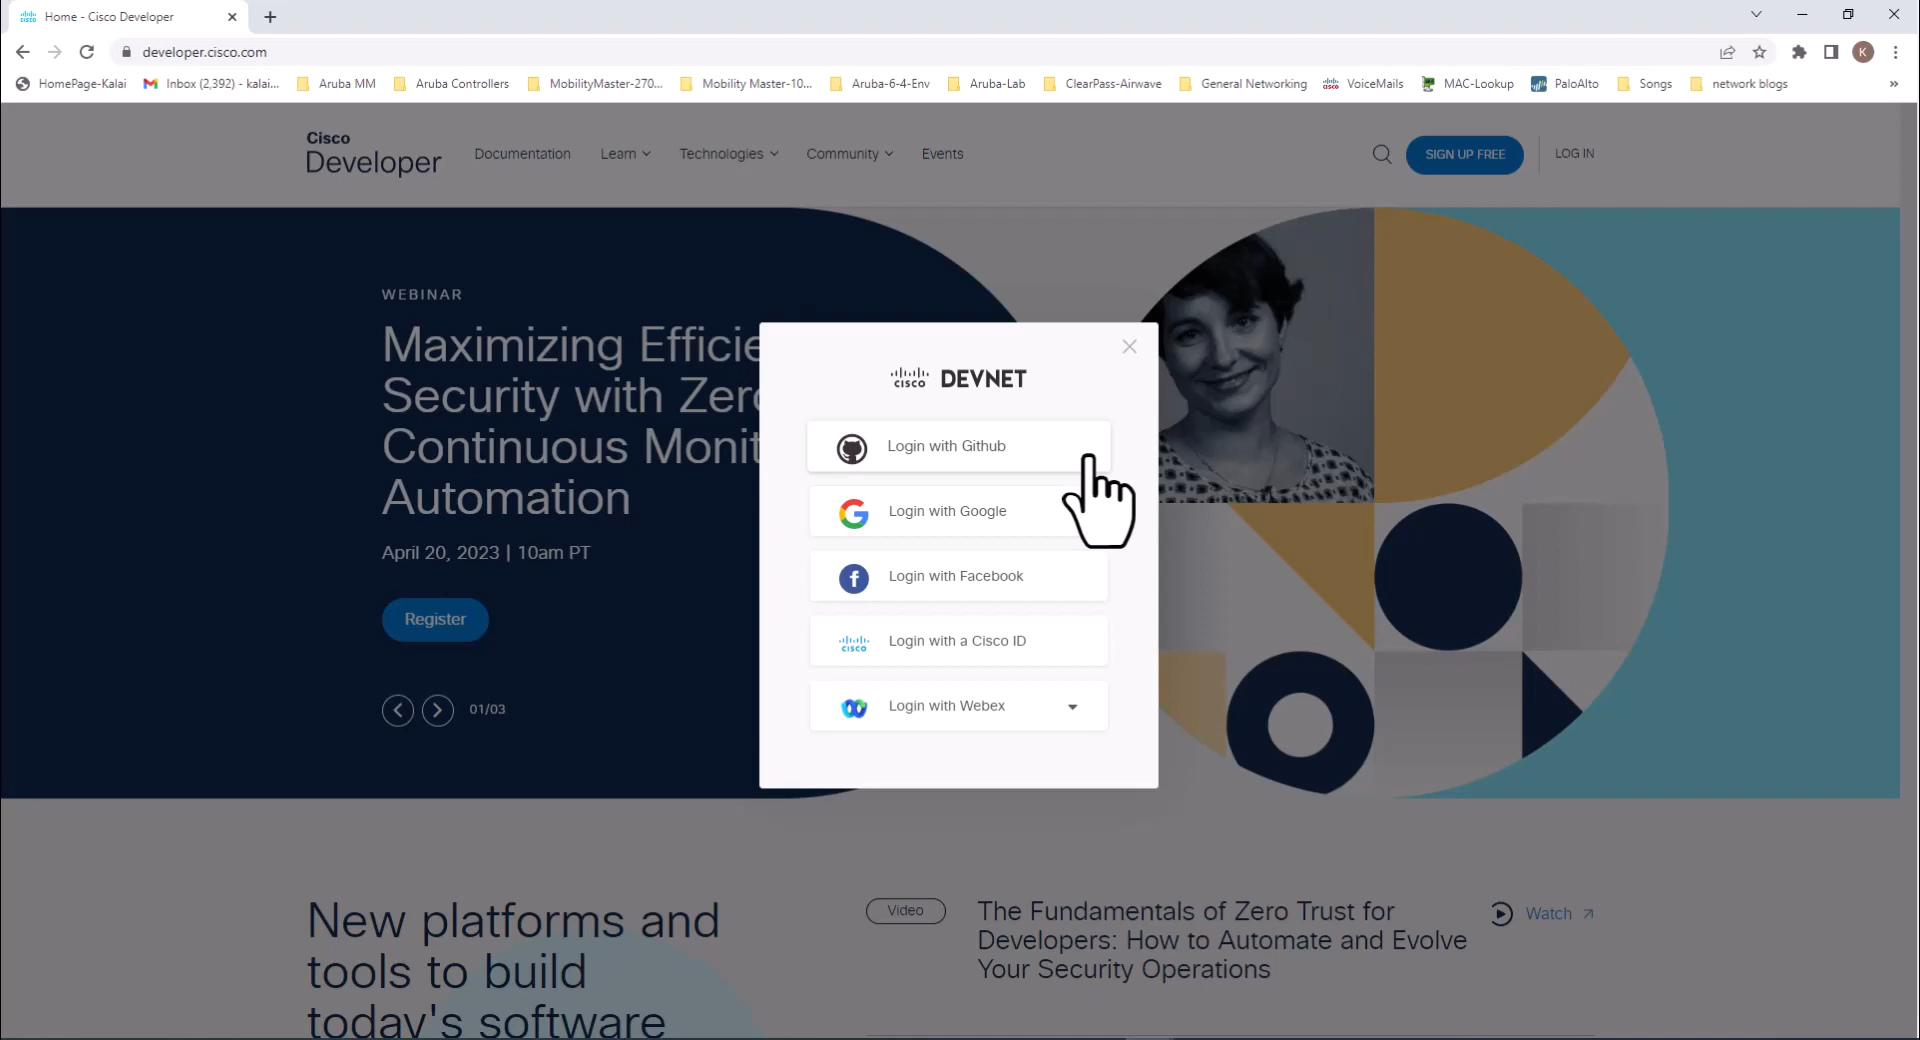 Home - Cisco Developer
developer.cisco.com
K
HomePage-Kalai
Inbox (2,392) - kalai...
Aruba MM
Aruba Controllers
MobilityMaster-270...
Mobility Master-10...
Aruba-6-4-Env
Aruba-Lab
ClearPass-Airwave
General Networking
VoiceMails
MAC-Lookup
PaloAlto
Songs
network blogs
»
Cisco
Developer
Documentation
Learn
Technologies
Community
Events
SIGN UP FREE
LOG IN
WEBINAR
Maximizing Efficie
Security with Zer
Continuous Monit
Automation
April 20, 2023 | 10am PT
Register
01/03
CISCO DEVNET
Login with Github
Login with Google
Login with Facebook
CISCO Login with a Cisco ID
Login with Webex
New platforms and
tools to build
today's software
Video
The Fundamentals of Zero Trust for
Developers: How to Automate and Evolve
Your Security Operations
Watch